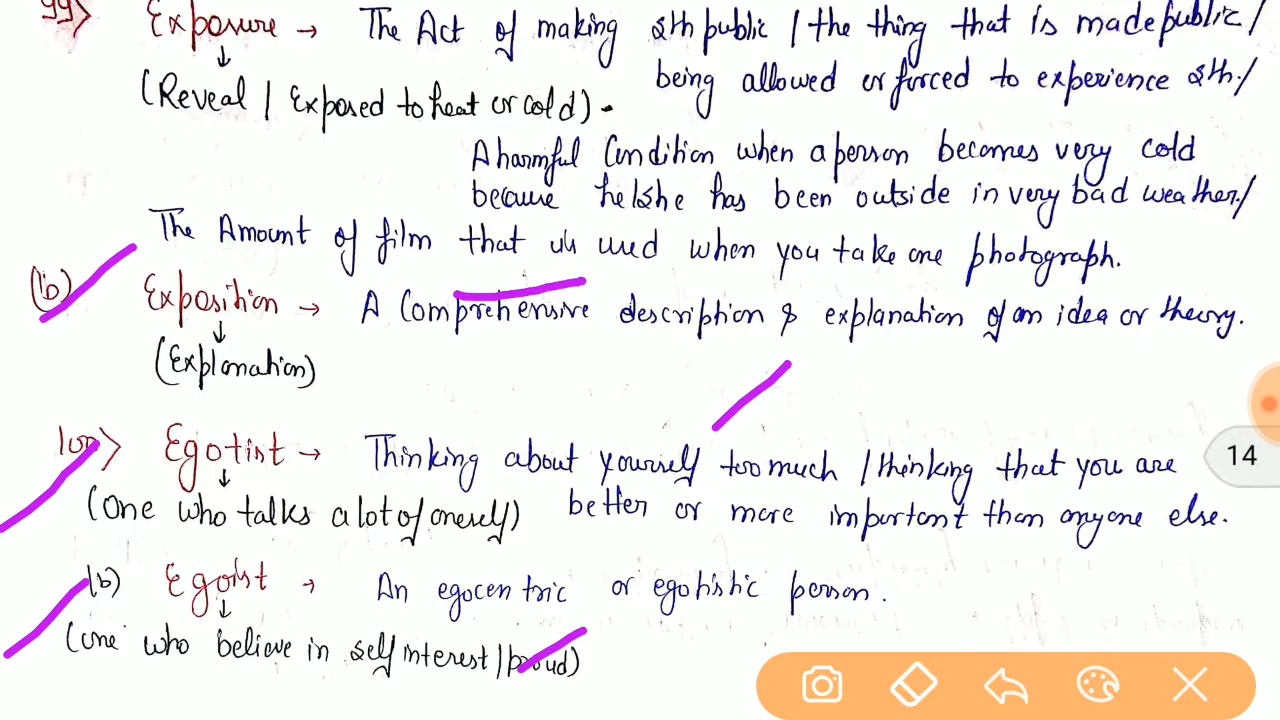 99> Exposure → The Act of making sth public / the thing that is made public /
(Reveal / Exposed to heat or cold). being allowed or forced to experience sth./
A harmful Condition when a person becomes very cold
because he/she has been outside in very bad weather./
The Amount of film that is used when you take one photograph.
(b) Exposition → A Comprehensive description & explanation of an idea or theory.
(Explanation)
100> Egotist → Thinking about yourself too much / thinking that you are
(One who talks a lot of oneself) better or more important than anyone else.
(b) Egoist → An egocentric or egotistic person.
(One who believe in self interest / proud)
14